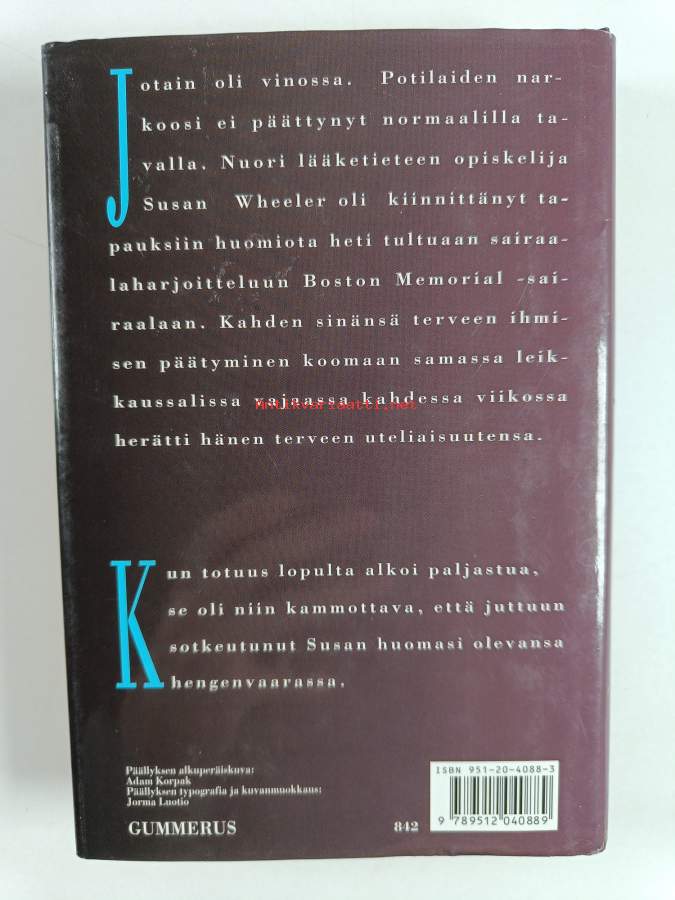 Jotain oli vinossa. Potilaiden nar-
koosi ei päättynyt normaalilla ta-
valla. Nuori lääketieteen opiskelija
Susan Wheeler oli kiinnittänyt ta-
pauksiin huomiota heti tultuaan sairaa-
laharjoitteluun Boston Memorial -sai-
raalaan. Kahden sinänsä terveen ihmi-
sen päätyminen koomaan samassa leik-
kaussalissa vajaassa kahdessa viikossa
Antikvariaatti.net
herätti hänen terveen uteliaisuutensa.
Kun totuus lopulta alkoi paljastua,
se oli niin kammottava, että juttuun
sotkeutunut Susan huomasi olevansa
hengenvaarassa.
Päällyksen alkuperäiskuva:
Adam Korpak
Päällyksen typografia ja kuvanmuokkaus:
Jorma Luotio
GUMMERUS
842
ISBN 951-20-4088-3
9 789512 040889